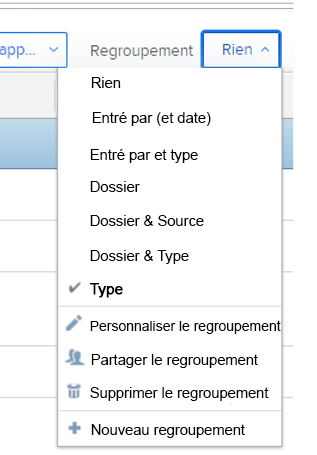 app... Regroupement Rien
Rien
Entré par (et date)
Entré par et type
Dossier
Dossier & Source
Dossier & Type
Type
Personnaliser le regroupement
Partager le regroupement
Supprimer le regroupement
Nouveau regroupement